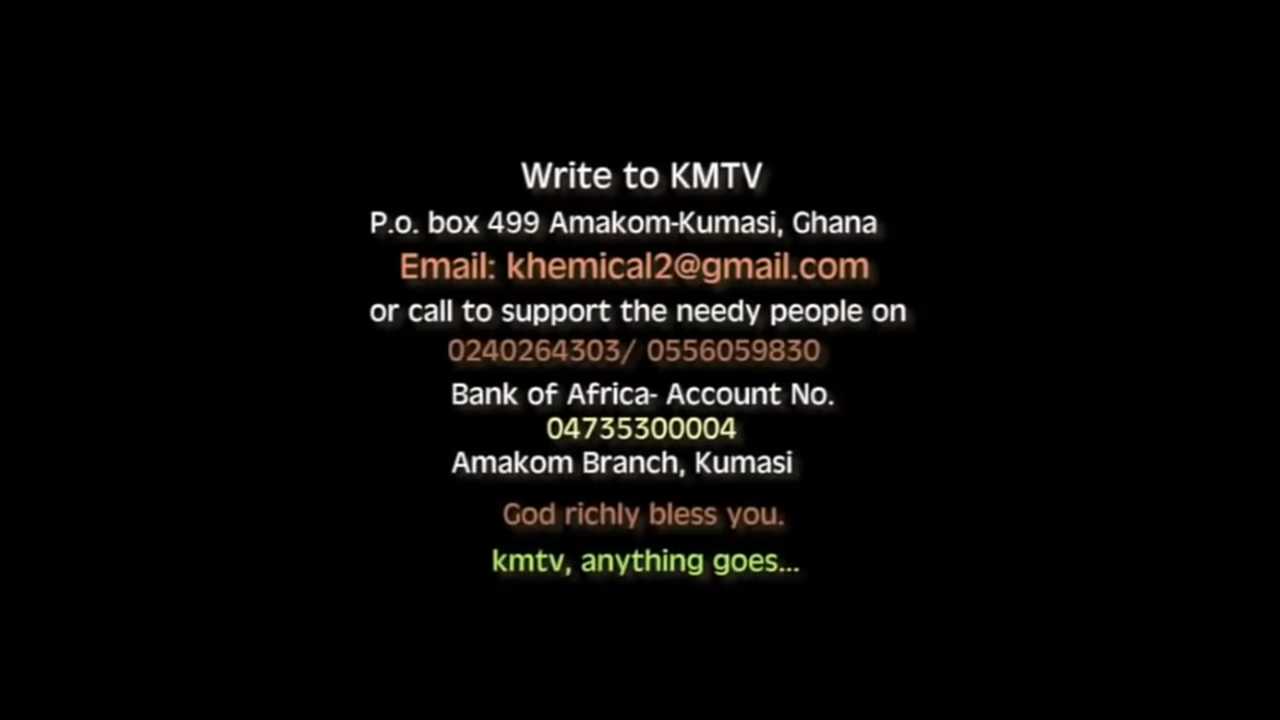 Write to KMTV
P.o. box 499 Amakom-Kumasi, Ghana
Email: khemical2@gmail.com
or call to support the needy people on
0240264303/ 0556059830
Bank of Africa- Account No.
04735300004
Amakom Branch, Kumasi
God richly bless you.
kmtv, anything goes...